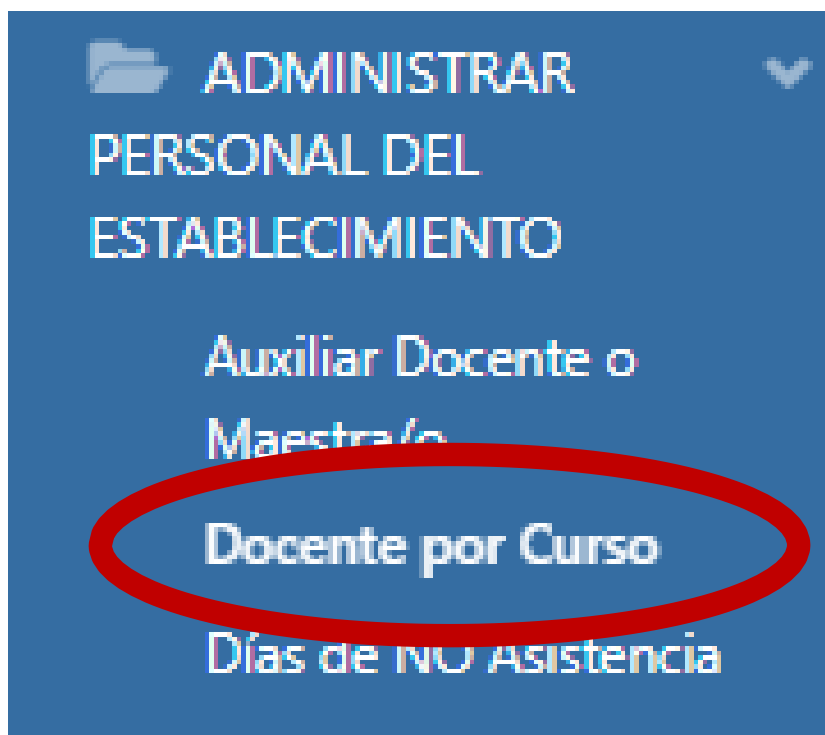 ADMINISTRAR
PERSONAL DEL
ESTABLECIMIENTO
Auxiliar Docente o
Maestra/o
Docente por Curso
Días de NO Asistencia